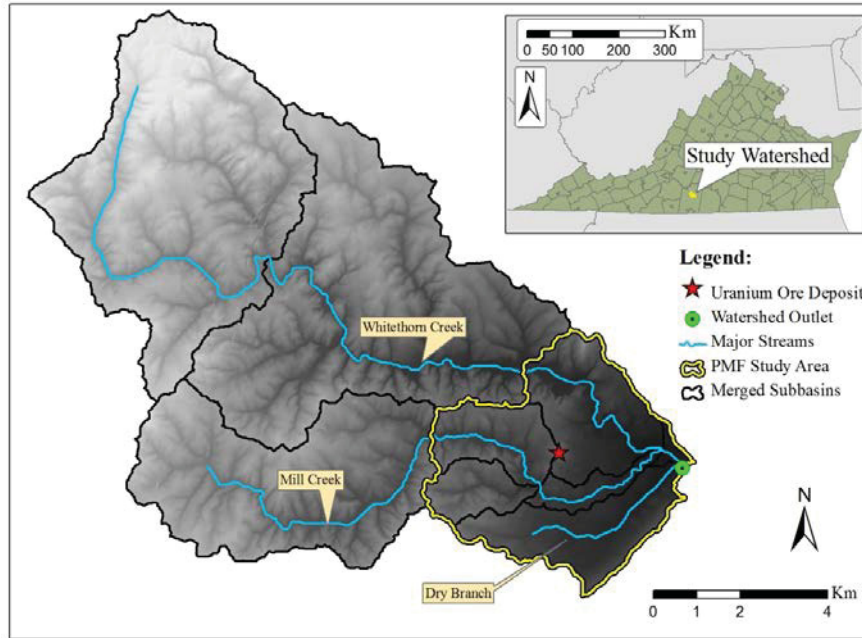 Km
0 50 100 200 300
N
Study Watershed
Legend:
Uranium Ore Deposit
Watershed Outlet
Major Streams
PMF Study Area
Merged Subbasins
Whitethorn Creek
Mill Creek
Dry Branch
N
Km
0 1 2 4